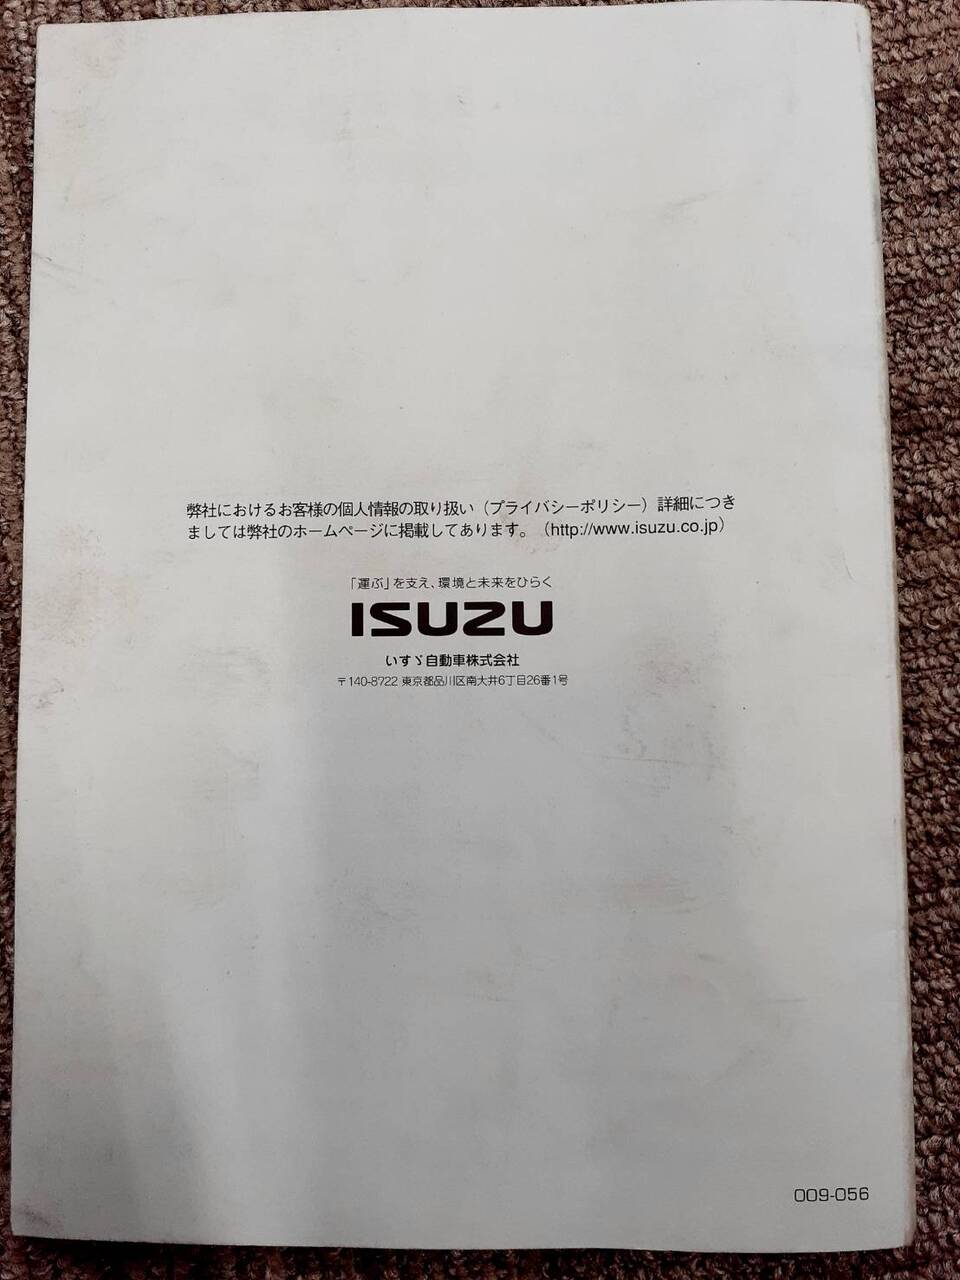 弊社におけるお客様の個人情報の取り扱い（プライバシーポリシー）詳細につき
ましては弊社のホームページに掲載してあります。（http://www.isuzu.co.jp）
「運ぶ」を支え、環境と未来をひらく
ISUZU
いすゞ自動車株式会社
〒140-8722 東京都品川区南大井6丁目26番1号
009-056